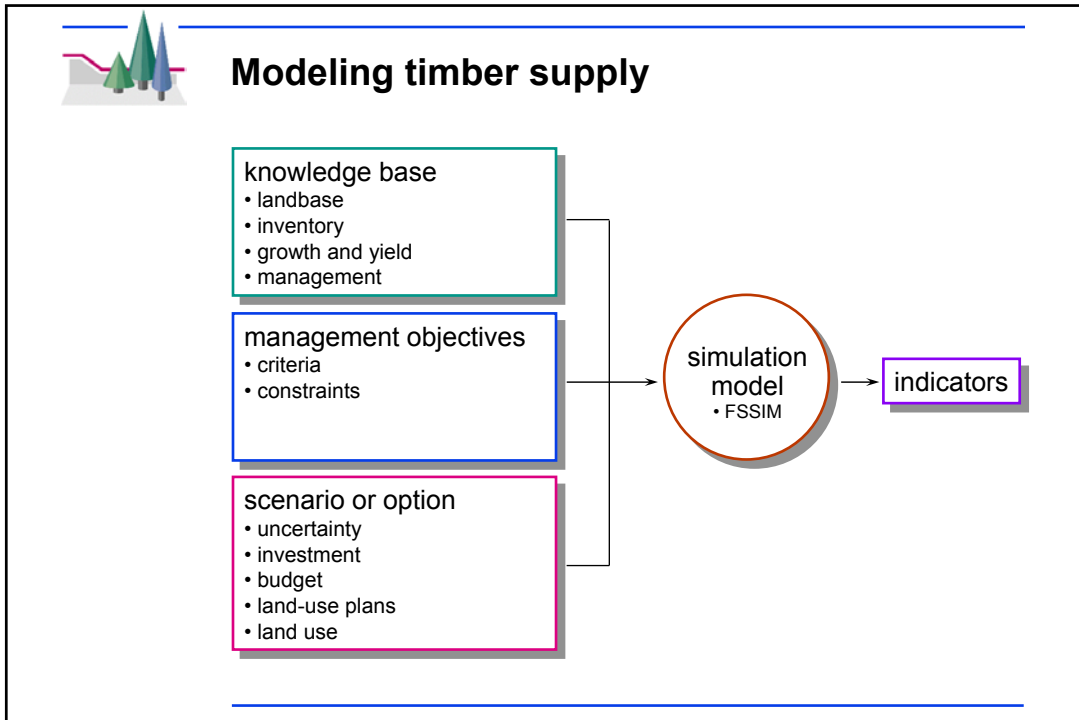 Modeling timber supply
knowledge base
• landbase
• inventory
• growth and yield
• management
management objectives
• criteria
• constraints
scenario or option
• uncertainty
• investment
• budget
• land-use plans
• land use
simulation
model
• FSSIM
indicators